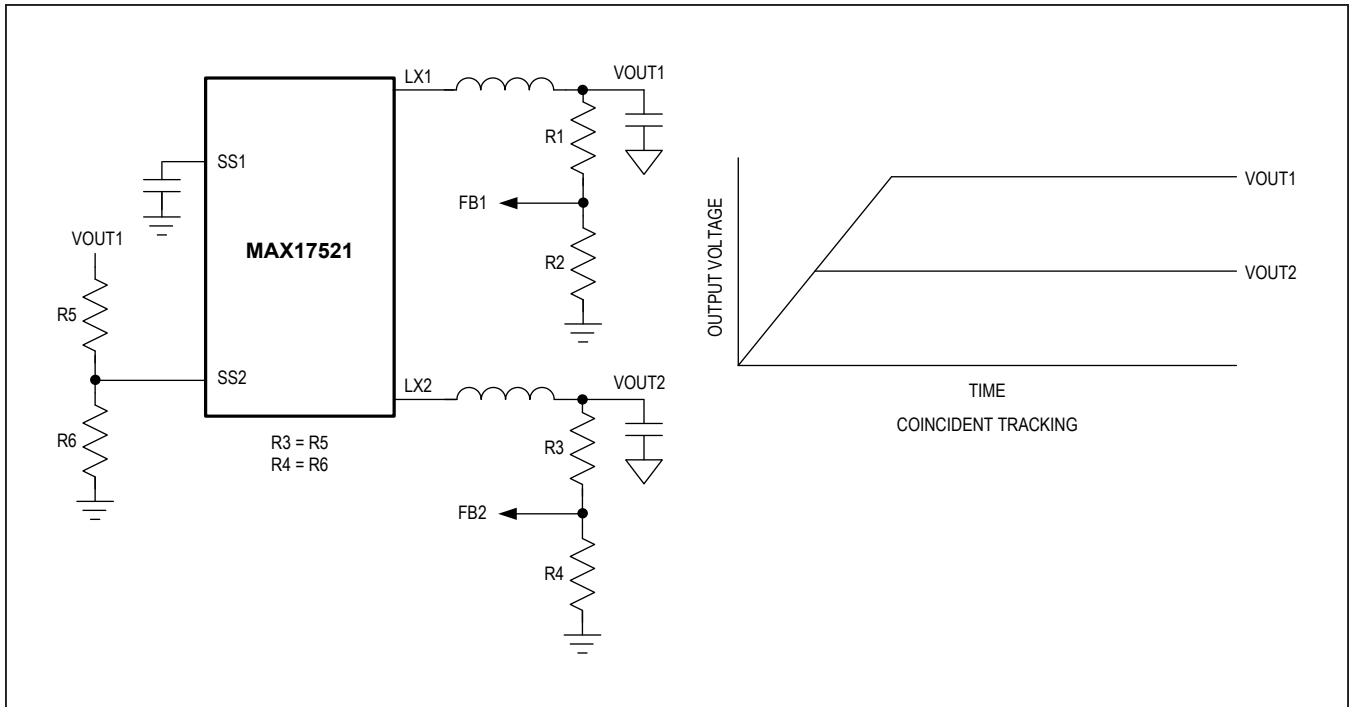 LX1
VOUT1
R1
SS1
FB1
VOUT1
MAX17521
R2
R5
SS2
LX2
VOUT2
R6
R3 = R5
R4 = R6
R3
FB2
R4
OUTPUT VOLTAGE
VOUT1
VOUT2
TIME
COINCIDENT TRACKING